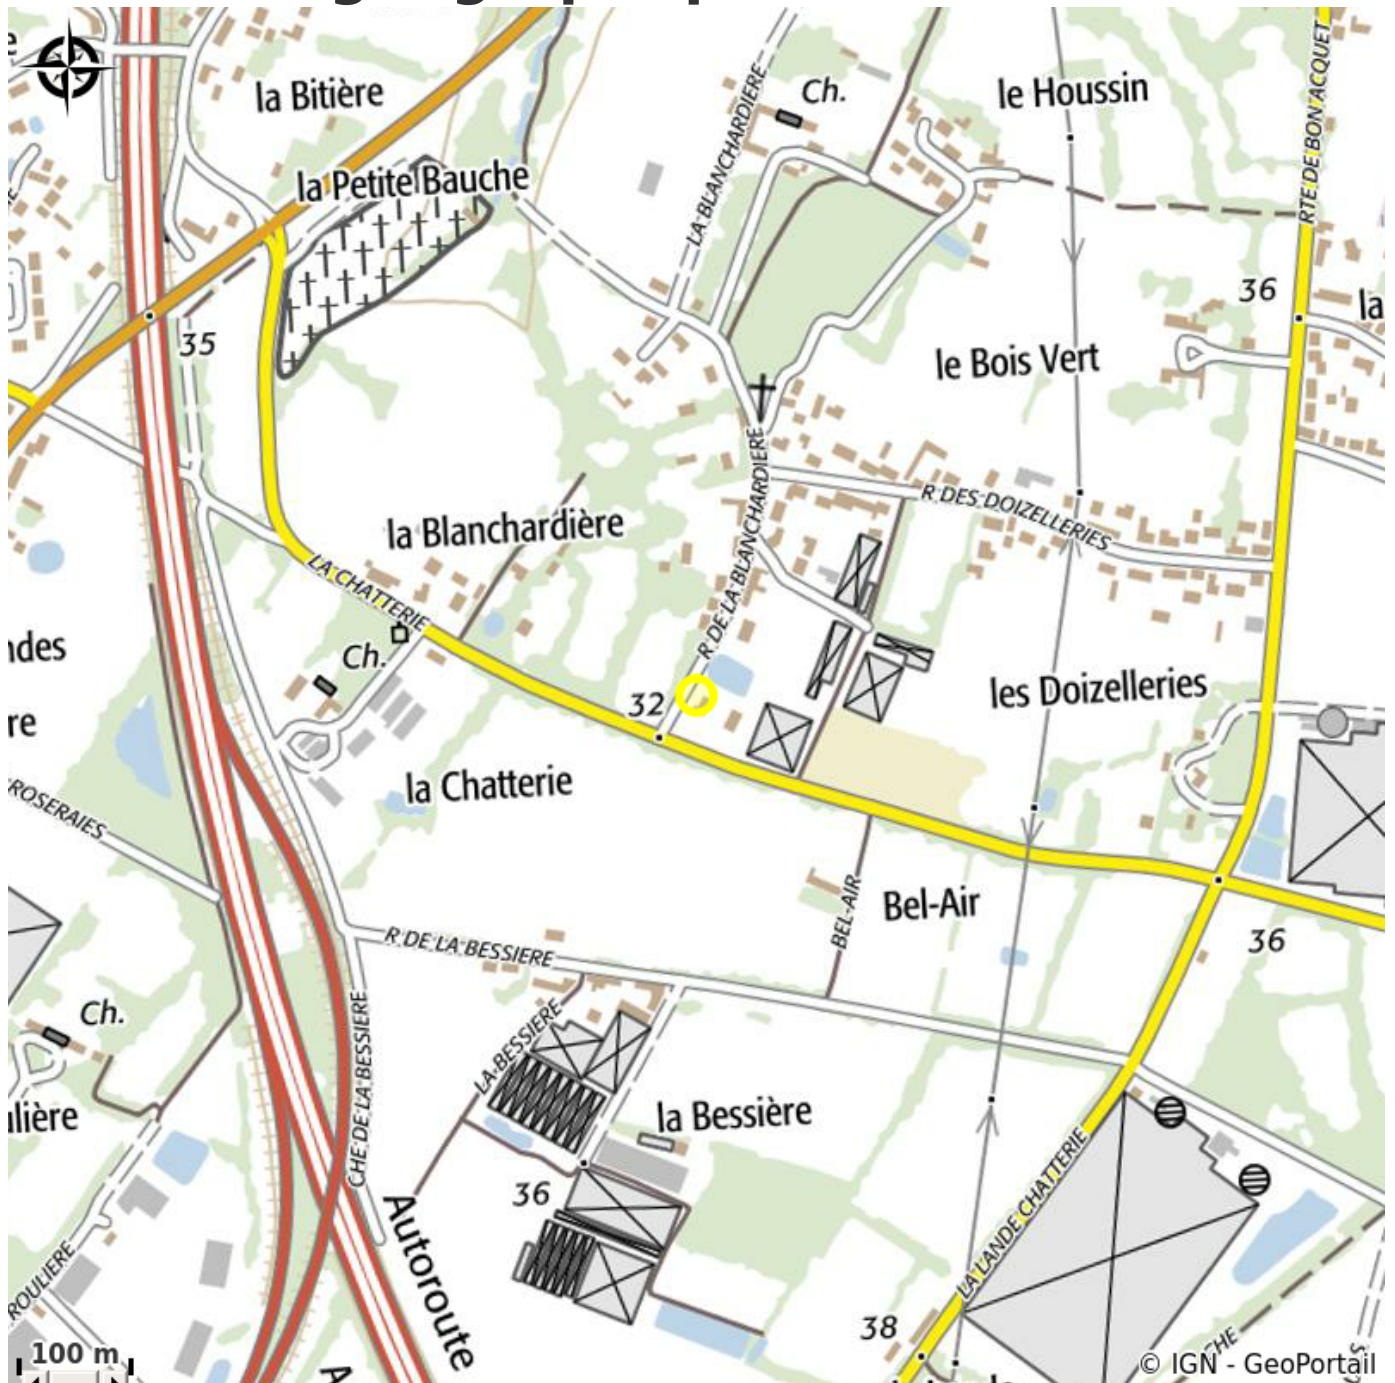 la Bitière
Ch.
le Houssin
RTE DE BON ACQUET
LA BLANCHARDIERE
la Petite Bauche
36
la
35
le Bois Vert
R DE LA BLANCHARDIERE
R DES DOIZELLERIES
la Blanchardière
LA CHATTERIE
ndes
Ch.
re
32
les Doizelleries
la Chatterie
ROSERAIES
Bel-Air
BEL-AIR
36
R DE LA BESSIERE
Ch.
LA BESSIERE
CHE DE LA BESSIERE
la Bessière
36
LA LANDE CHATTERIE
Autoroute
ROULIERE
38
CHE
100 m
A
© IGN - GeoPortail